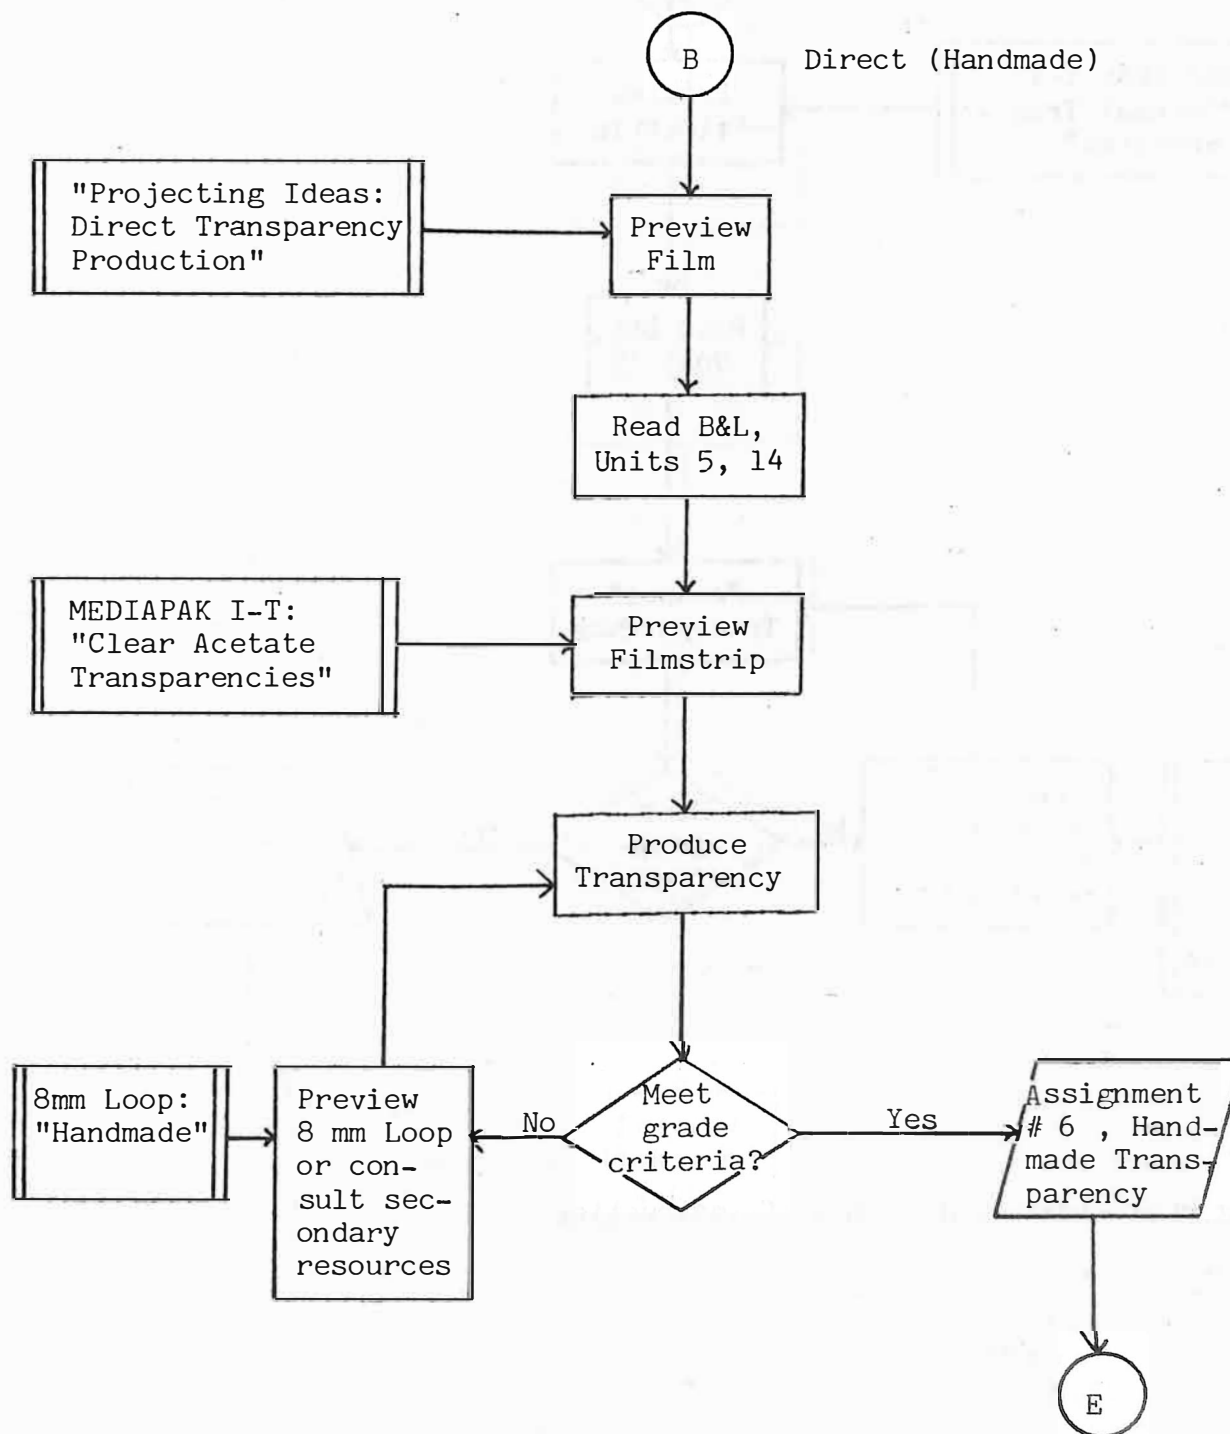 B
Direct (Handmade)
"Projecting Ideas:
Direct Transparency
Production"
Preview
Film
Read B&L,
Units 5, 14
MEDIAPAK I-T:
"Clear Acetate
Transparencies"
Preview
Filmstrip
Produce
Transparency
8mm Loop:
"Handmade"
Preview
8 mm Loop
or con-
sult sec-
ondary
resources
No
Meet
grade
criteria?
Yes
Assignment
# 6 , Hand-
made Trans-
parency
E